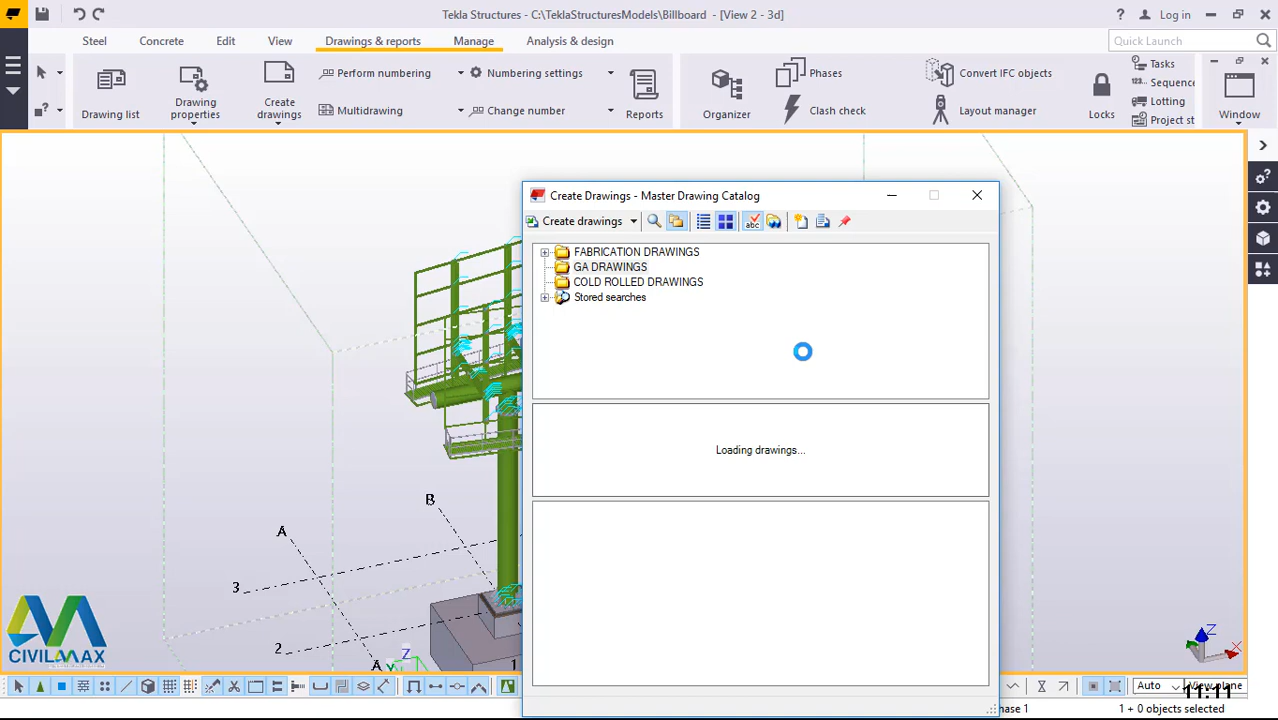 Tekla Structures - C:\TeklaStructuresModels\Billboard - [View 2 - 3d]
? Log in
Steel Concrete Edit View Drawings & reports Manage Analysis & design
Quick Launch
Drawing list
Drawing properties
Create drawings
Perform numbering
Multidrawing
Numbering settings
Change number
Reports
Organizer
Phases
Clash check
Convert IFC objects
Layout manager
Locks
Tasks
123... Sequence
Lotting
Project st
Window
Create Drawings - Master Drawing Catalog
Create drawings
abc
FABRICATION DRAWINGS
GA DRAWINGS
COLD ROLLED DRAWINGS
Stored searches
Loading drawings...
B
A
3
2
A
1
Z
Z
X
CIVILMAX
Auto
View plane
11:11
hase 1
1 + 0 objects selected